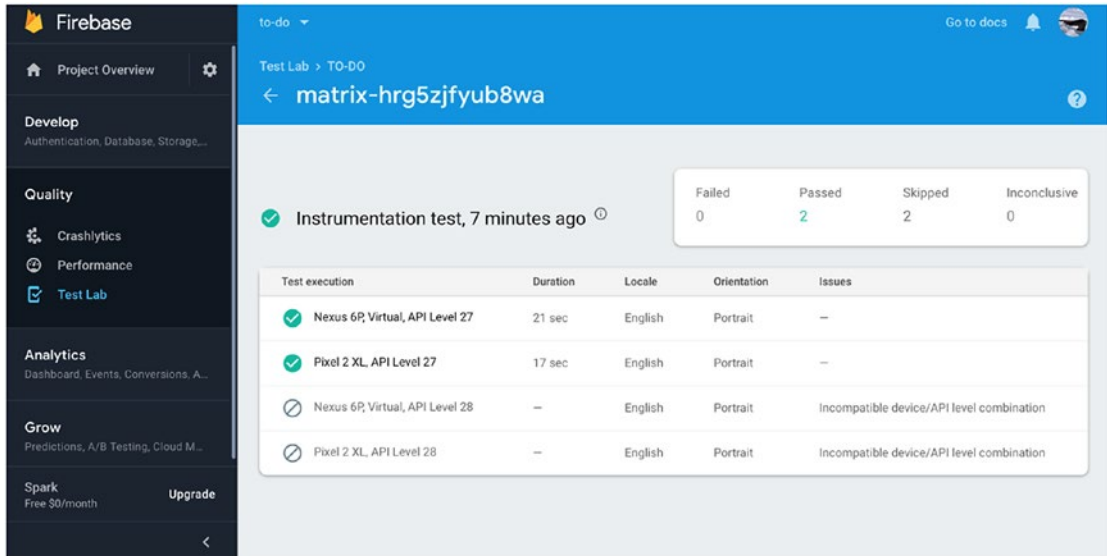 Firebase
Project Overview
Develop
Authentication, Database, Storage,...
Quality
Crashlytics
Performance
Test Lab
Analytics
Dashboard, Events, Conversions, A...
Grow
Predictions, A/B Testing, Cloud M...
Spark
Free $0/month
Upgrade
to-do
Go to docs
Test Lab > TO-DO
matrix-hrg5zjfyub8wa
Instrumentation test, 7 minutes ago
Failed Passed Skipped Inconclusive
0 2 2 0
Test execution Duration Locale Orientation Issues
Nexus 6P, Virtual, API Level 27 21 sec English Portrait —
Pixel 2 XL, API Level 27 17 sec English Portrait —
Nexus 6P, Virtual, API Level 28 — English Portrait Incompatible device/API level combination
Pixel 2 XL, API Level 28 — English Portrait Incompatible device/API level combination